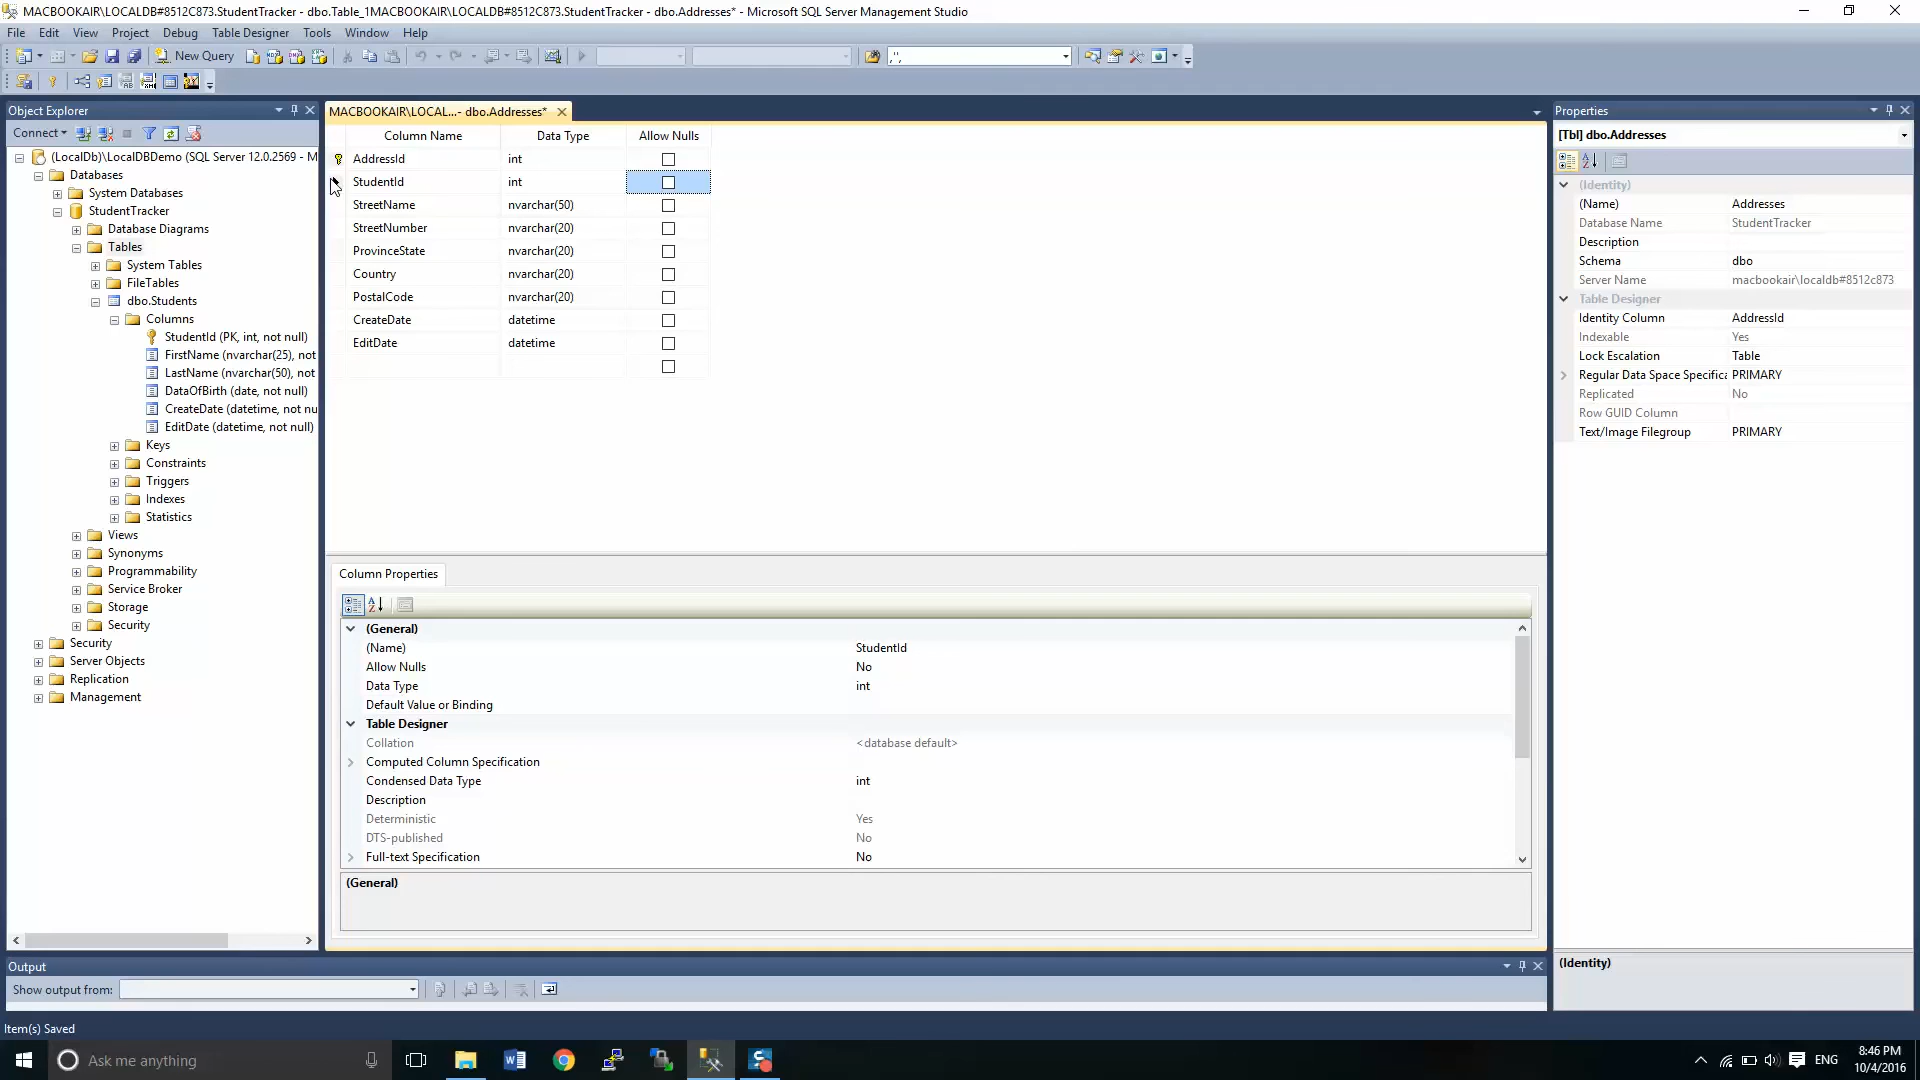 MACBOOKAIR\LOCALDB#8512C873.StudentTracker - dbo.Table_1MACBOOKAIR\LOCALDB#8512C873.StudentTracker - dbo.Addresses* - Microsoft SQL Server Management Studio
File Edit View Project Debug Table Designer Tools Window Help
New Query
Object Explorer
Connect
(LocalDb)\LocalDBDemo (SQL Server 12.0.2569 - M
Databases
System Databases
StudentTracker
Database Diagrams
Tables
System Tables
FileTables
dbo.Students
Columns
StudentId (PK, int, not null)
FirstName (nvarchar(25), not
LastName (nvarchar(50), not
DataOfBirth (date, not null)
CreateDate (datetime, not nu
EditDate (datetime, not null)
Keys
Constraints
Triggers
Indexes
Statistics
Views
Synonyms
Programmability
Service Broker
Storage
Security
Security
Server Objects
Replication
Management
MACBOOKAIR\LOCAL...- dbo.Addresses*
Column Name Data Type Allow Nulls
AddressId int
StudentId int
StreetName nvarchar(50)
StreetNumber nvarchar(20)
ProvinceState nvarchar(20)
Country nvarchar(20)
PostalCode nvarchar(20)
CreateDate datetime
EditDate datetime
Column Properties
(General)
(Name) StudentId
Allow Nulls No
Data Type int
Default Value or Binding
Table Designer
Collation <database default>
Computed Column Specification
Condensed Data Type int
Description
Deterministic Yes
DTS-published No
Full-text Specification No
(General)
Properties
[Tbl] dbo.Addresses
(Identity)
(Name) Addresses
Database Name StudentTracker
Description
Schema dbo
Server Name macbookair\localdb#8512c873
Table Designer
Identity Column AddressId
Indexable Yes
Lock Escalation Table
Regular Data Space Specifica PRIMARY
Replicated No
Row GUID Column
Text/Image Filegroup PRIMARY
(Identity)
Output
Show output from:
Item(s) Saved
Ask me anything
ENG
8:46 PM
10/4/2016